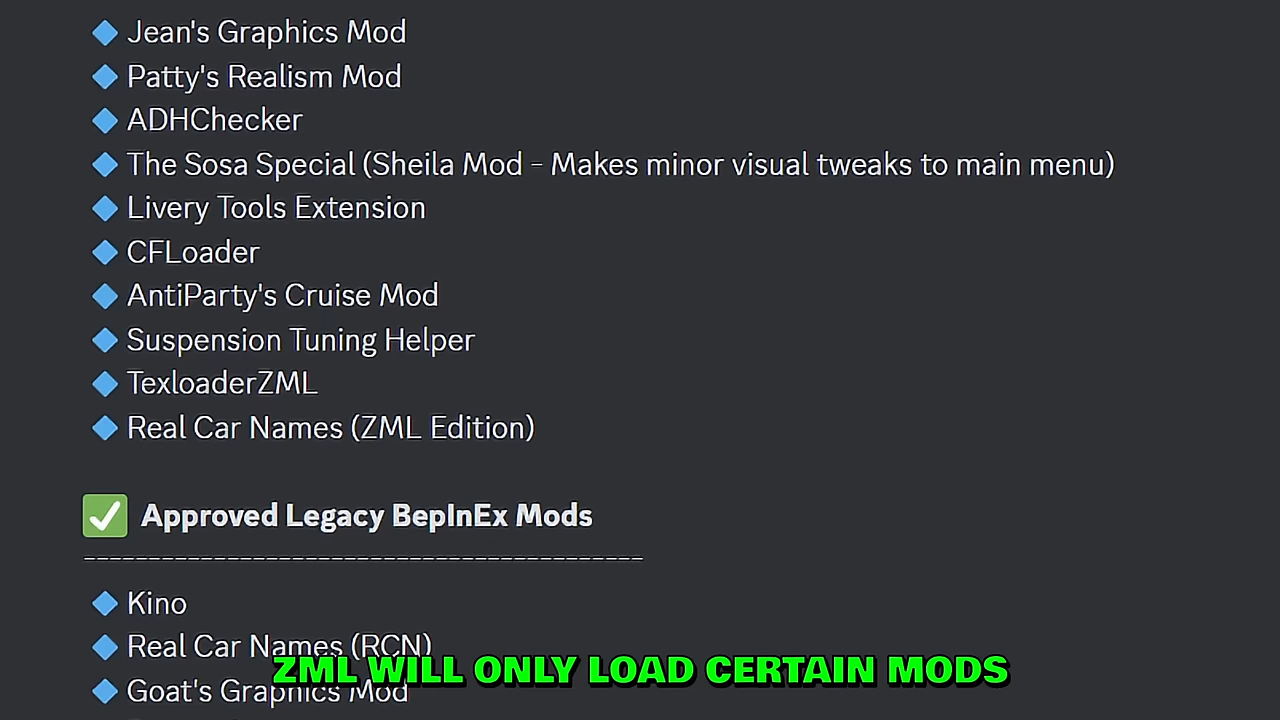 Jean's Graphics Mod
Patty's Realism Mod
ADHChecker
The Sosa Special (Sheila Mod - Makes minor visual tweaks to main menu)
Livery Tools Extension
CFLoader
AntiParty's Cruise Mod
Suspension Tuning Helper
TexloaderZML
Real Car Names (ZML Edition)
Approved Legacy BepInEx Mods
-------------------------------------------
Kino
Real Car Names (RCN)
ZML WILL ONLY LOAD CERTAIN MODS
Goat's Graphics Mod